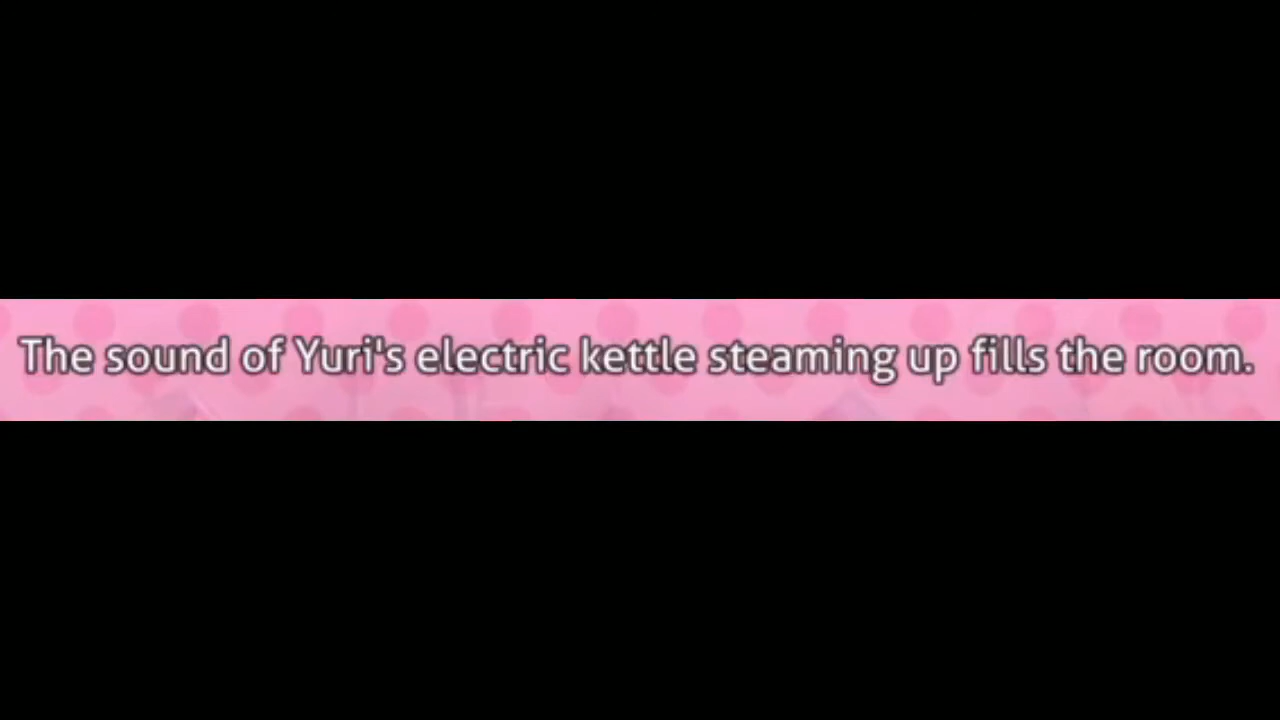 The sound of Yuri's electric kettle steaming up fills the room.